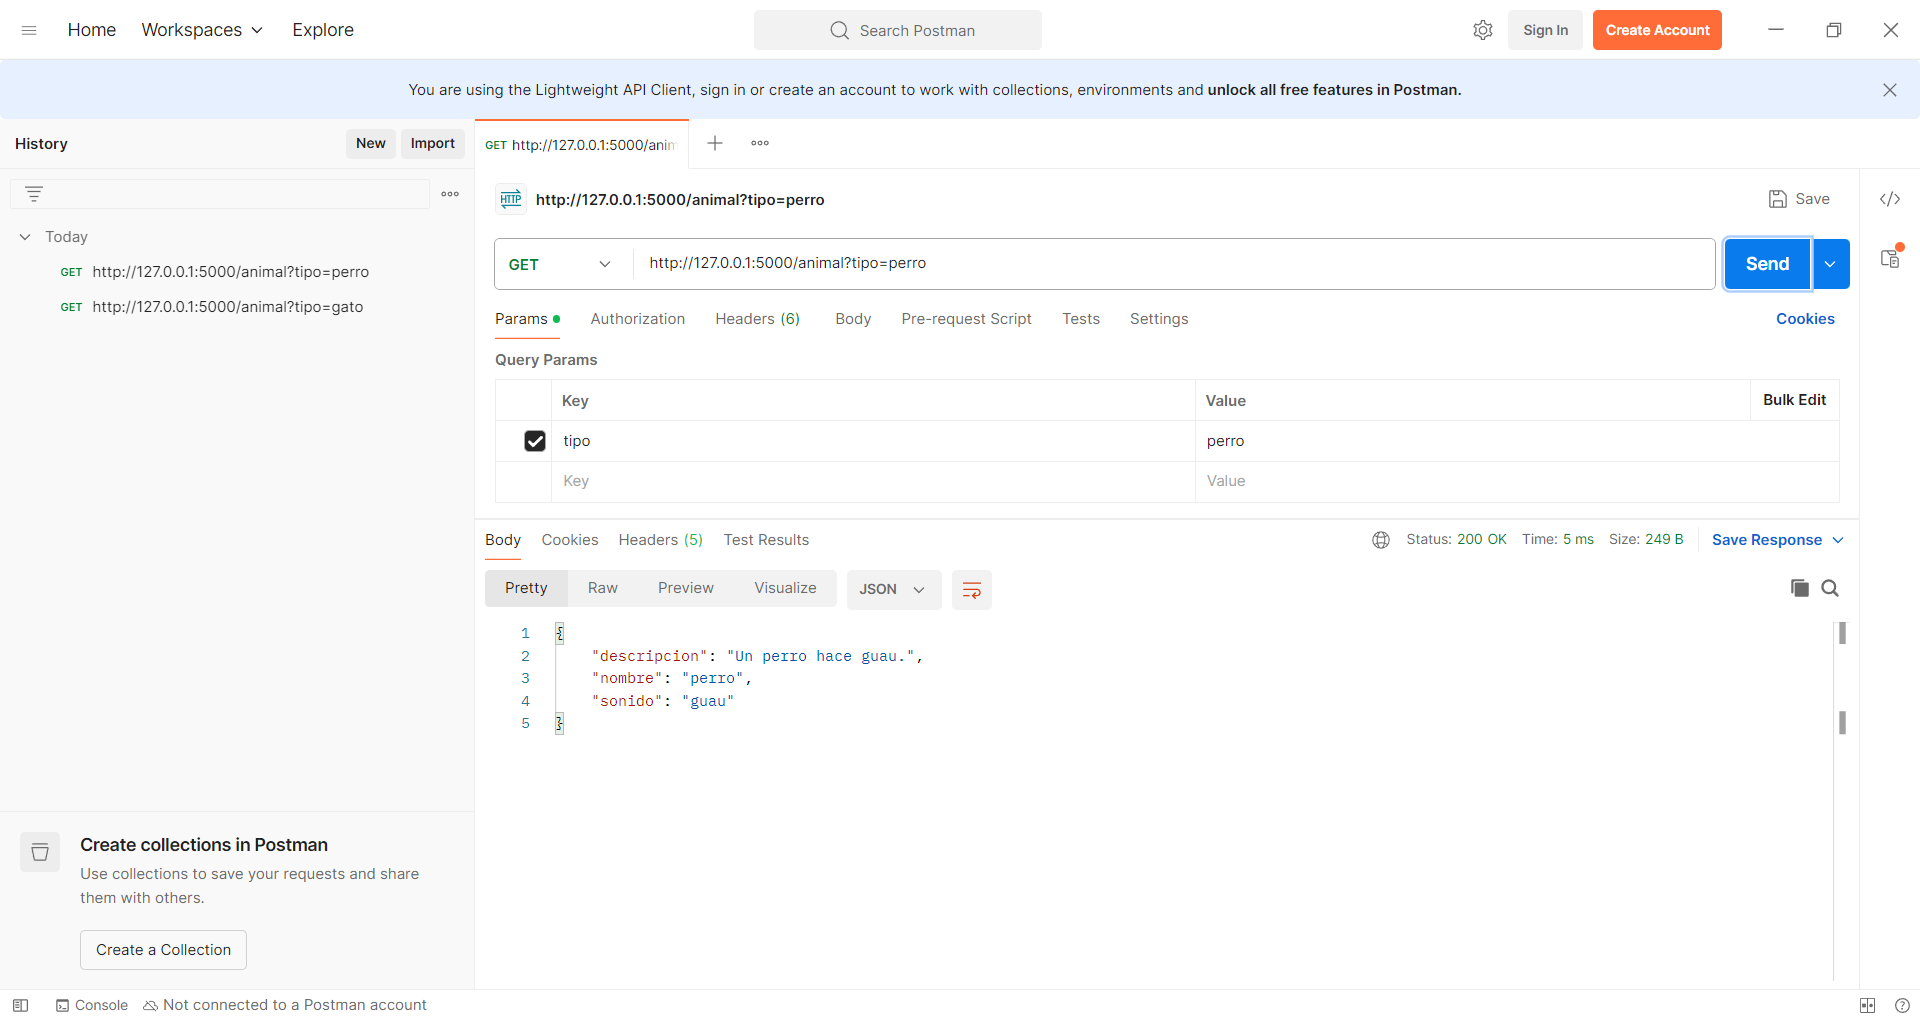 Home Workspaces Explore Search Postman Sign In Create Account
You are using the Lightweight API Client, sign in or create an account to work with collections, environments and unlock all free features in Postman.
History New Import
GET http://127.0.0.1:5000/anim
Today
GET http://127.0.0.1:5000/animal?tipo=perro
GET http://127.0.0.1:5000/animal?tipo=gato
HTTP http://127.0.0.1:5000/animal?tipo=perro Save
GET http://127.0.0.1:5000/animal?tipo=perro Send
Params Authorization Headers (6) Body Pre-request Script Tests Settings Cookies
Query Params
Key Value Bulk Edit
tipo perro
Key Value
Body Cookies Headers (5) Test Results Status: 200 OK Time: 5 ms Size: 249 B Save Response
Pretty Raw Preview Visualize JSON
1 {
2 "descripcion": "Un perro hace guau.",
3 "nombre": "perro",
4 "sonido": "guau"
5 }
Create collections in Postman
Use collections to save your requests and share
them with others.
Create a Collection
Console Not connected to a Postman account